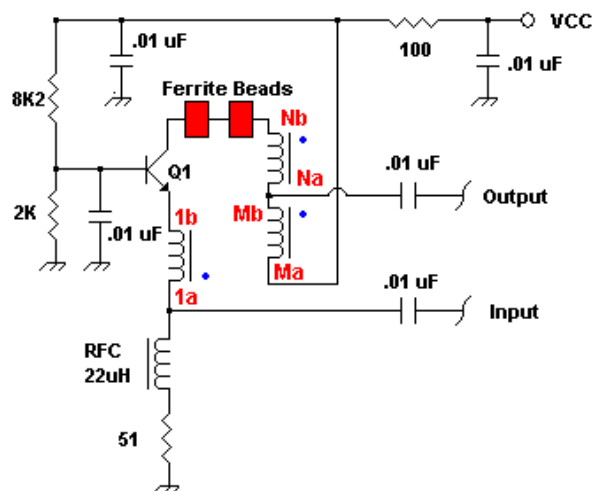 VCC
.01 uF
100
.01 uF
8K2
Ferrite Beads
Nb
Q1
Na
.01 uF
Output
2K
.01 uF
1b
Mb
1a
Ma
.01 uF
Input
RFC
22uH
51